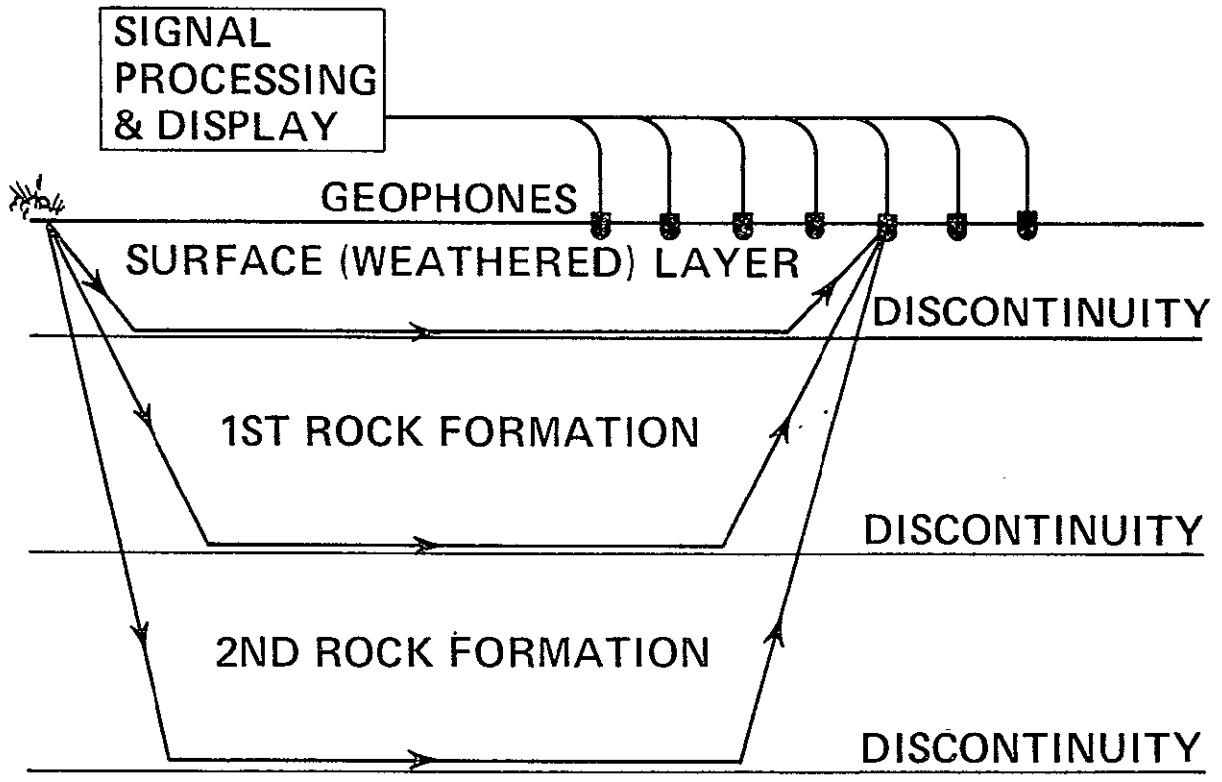 SIGNAL
PROCESSING
& DISPLAY
GEOPHONES
SURFACE (WEATHERED) LAYER
DISCONTINUITY
1ST ROCK FORMATION
DISCONTINUITY
2ND ROCK FORMATION
DISCONTINUITY